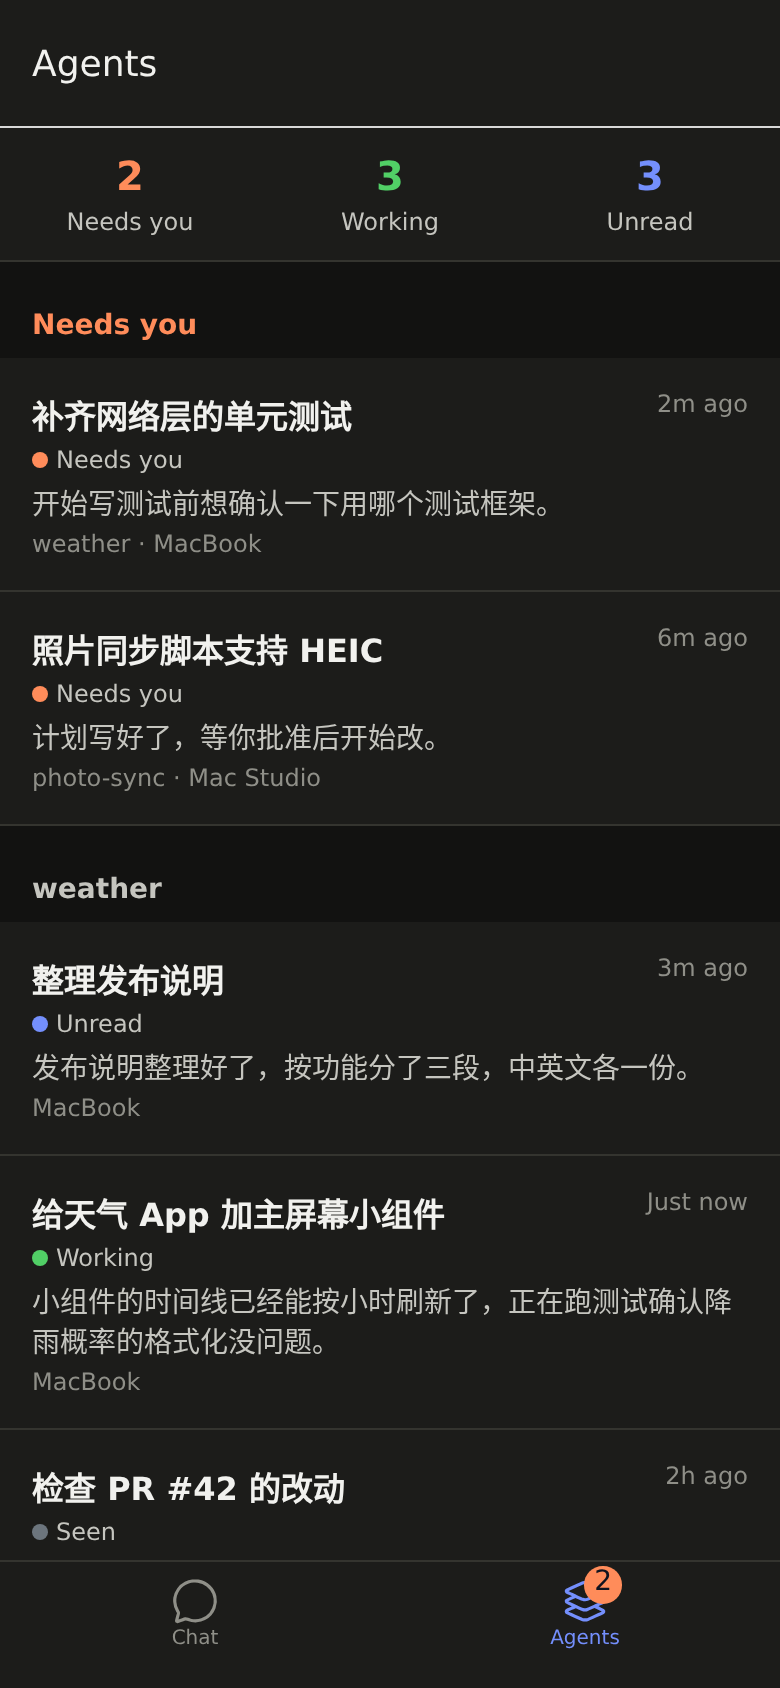 Agents
2
3
3
Needs you
Working
Unread
Needs you
补齐网络层的单元测试
2m ago
Needs you
开始写测试前想确认一下用哪个测试框架。
weather · MacBook
照片同步脚本支持 HEIC
6m ago
Needs you
计划写好了，等你批准后开始改。
photo-sync · Mac Studio
weather
整理发布说明
3m ago
Unread
发布说明整理好了，按功能分了三段，中英文各一份。
MacBook
给天气 App 加主屏幕小组件
Just now
Working
小组件的时间线已经能按小时刷新了，正在跑测试确认降
雨概率的格式化没问题。
MacBook
检查 PR #42 的改动
2h ago
Seen
2
Chat
Agents